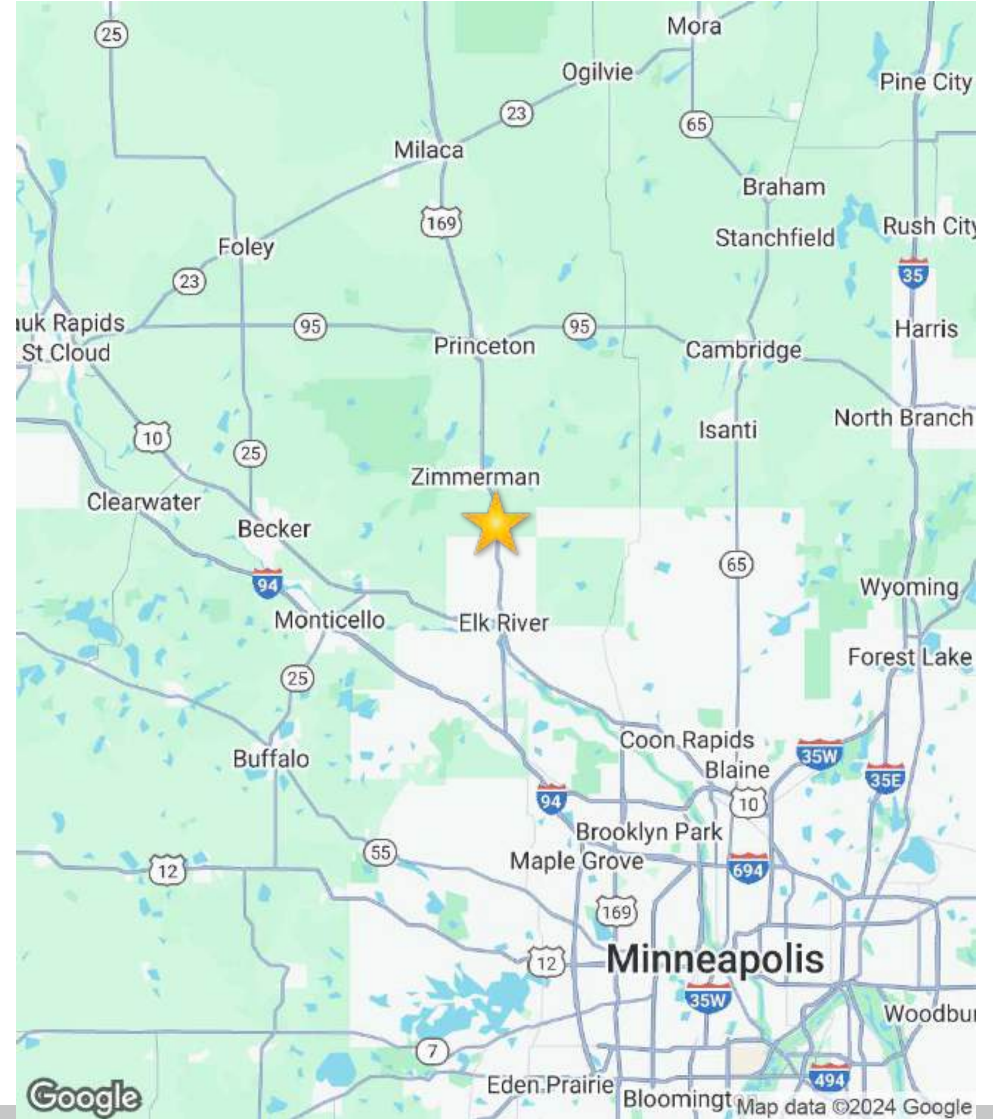 25
Mora
Ogilvie
Pine City
23
65
Milaca
Braham
169
Stanchfield
Rush City
Foley
35
23
auk Rapids
95
95
Harris
St Cloud
Princeton
Cambridge
North Branch
Isanti
10
25
Zimmerman
Clearwater
Becker
65
94
Wyoming
Monticello
Elk River
Forest Lake
25
Coon Rapids
35W
Buffalo
Blaine
35E
94
10
Brooklyn Park
55
Maple Grove
12
694
169
Minneapolis
12
35W
Woodbu
7
494
Eden Prairie
Bloomingt
Google
Map data ©2024 Google